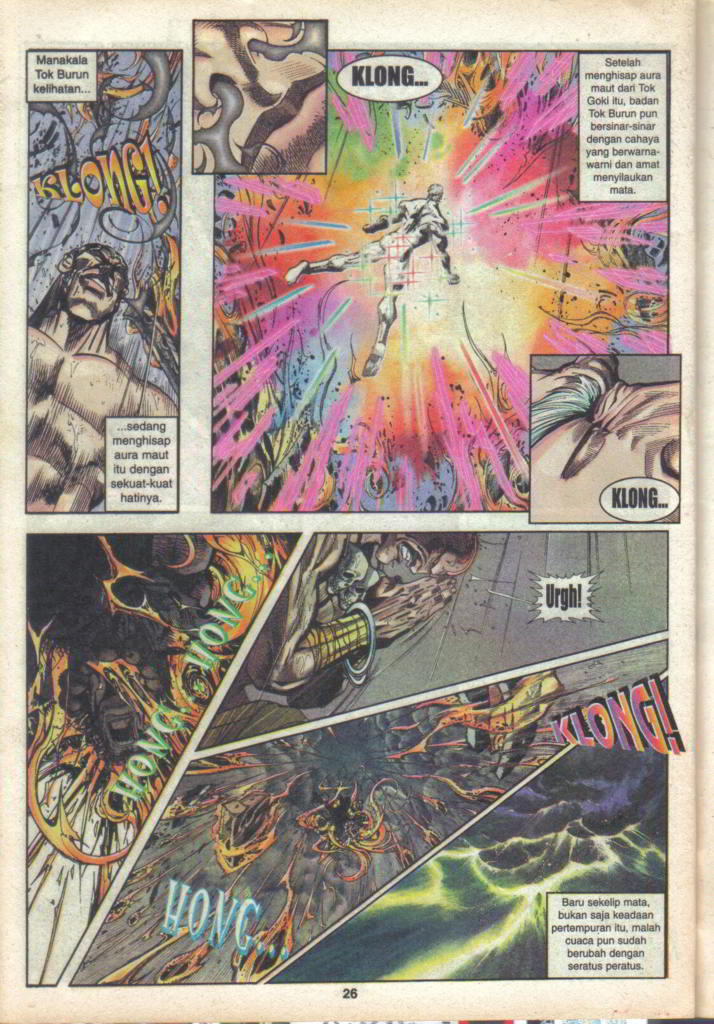 Manakala
Tok Burun
kelihatan...
KLONG!
...sedang
menghisap
aura maut
itu dengan
sekuat-kuat
hatinya.
KLONG...
Setelah
menghisap aura
maut dari Tok
Goki itu, badan
Tok Burun pun
bersinar-sinar
dengan cahaya
yang berwarna-
warni dan amat
menyilaukan
mata.
KLONG...
HONG...
HONG...
Urgh!
KLONG!
HONG...
Baru sekelip mata,
bukan saja keadaan
pertempuran itu, malah
cuaca pun sudah
berubah dengan
seratus peratus.
26